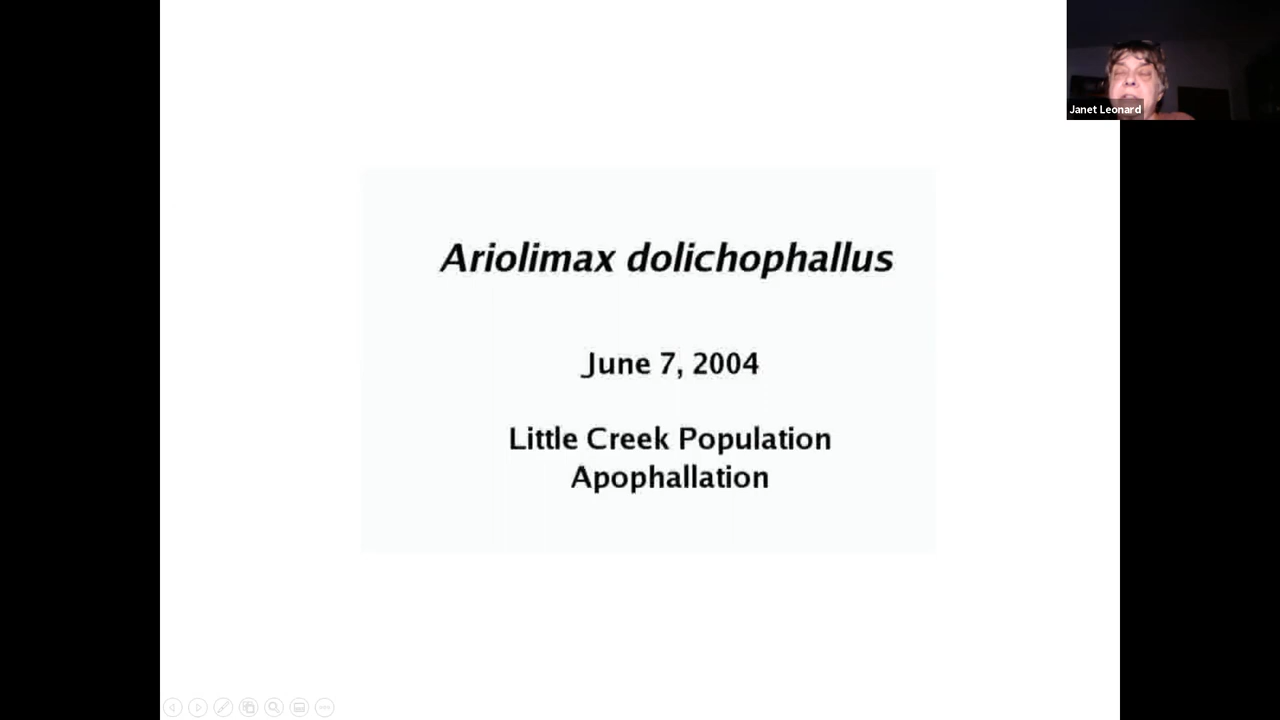 Janet Leonard
Ariolimax dolichophallus
June 7, 2004
Little Creek Population
Apophallation